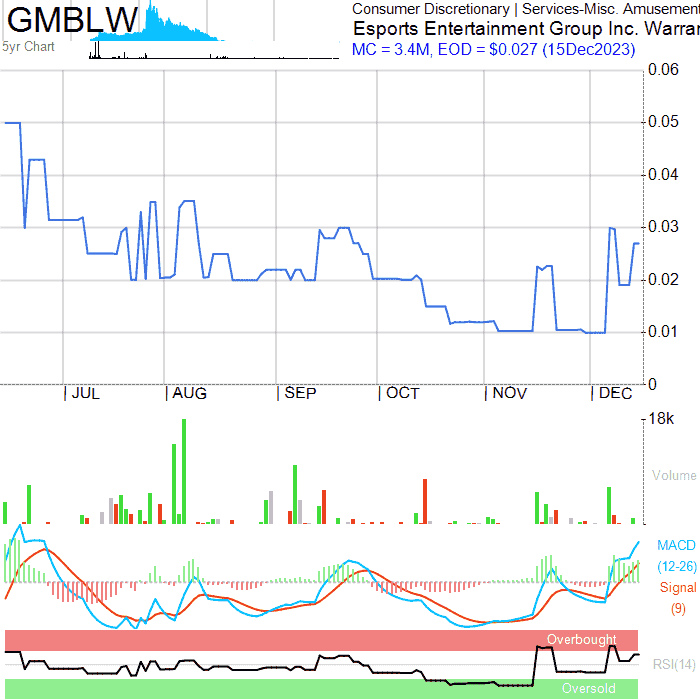 GMBLW
5yr Chart
Consumer Discretionary | Services-Misc. Amusement
Esports Entertainment Group Inc. Warran
MC = 3.4M, EOD = $0.027 (15Dec2023)
0.06
0.05
0.04
0.03
0.02
0.01
0
JUL
AUG
SEP
OCT
NOV
DEC
18k
Volume
MACD
(12-26)
Signal
(9)
Overbought
RSI(14)
Oversold